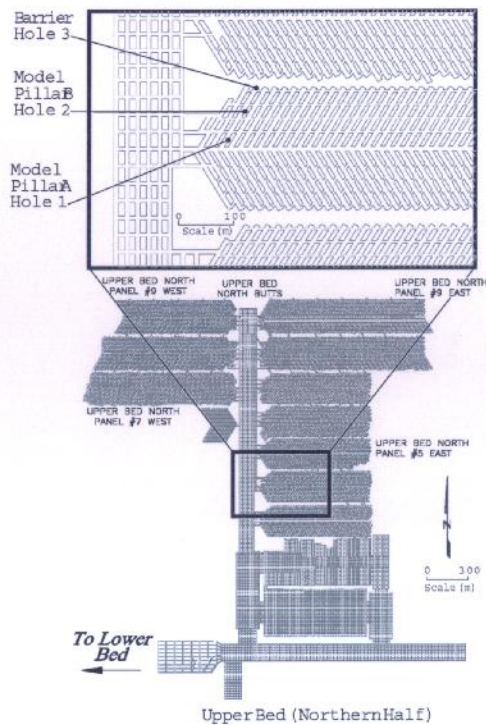 Barrier
Hole 3
Model
PillarB
Hole 2
Model
PillarA
Hole 1
0 100
Scale (m)
UPPER BED NORTH
PANEL #9 WEST
UPPER BED
NORTH BUTTS
UPPER BED NORTH
PANEL #9 EAST
UPPER BED NORTH
PANEL #7 WEST
UPPER BED NORTH
PANEL #5 EAST
N
0 300
Scale (m)
To Lower
Bed
Upper Bed (Northern Half)